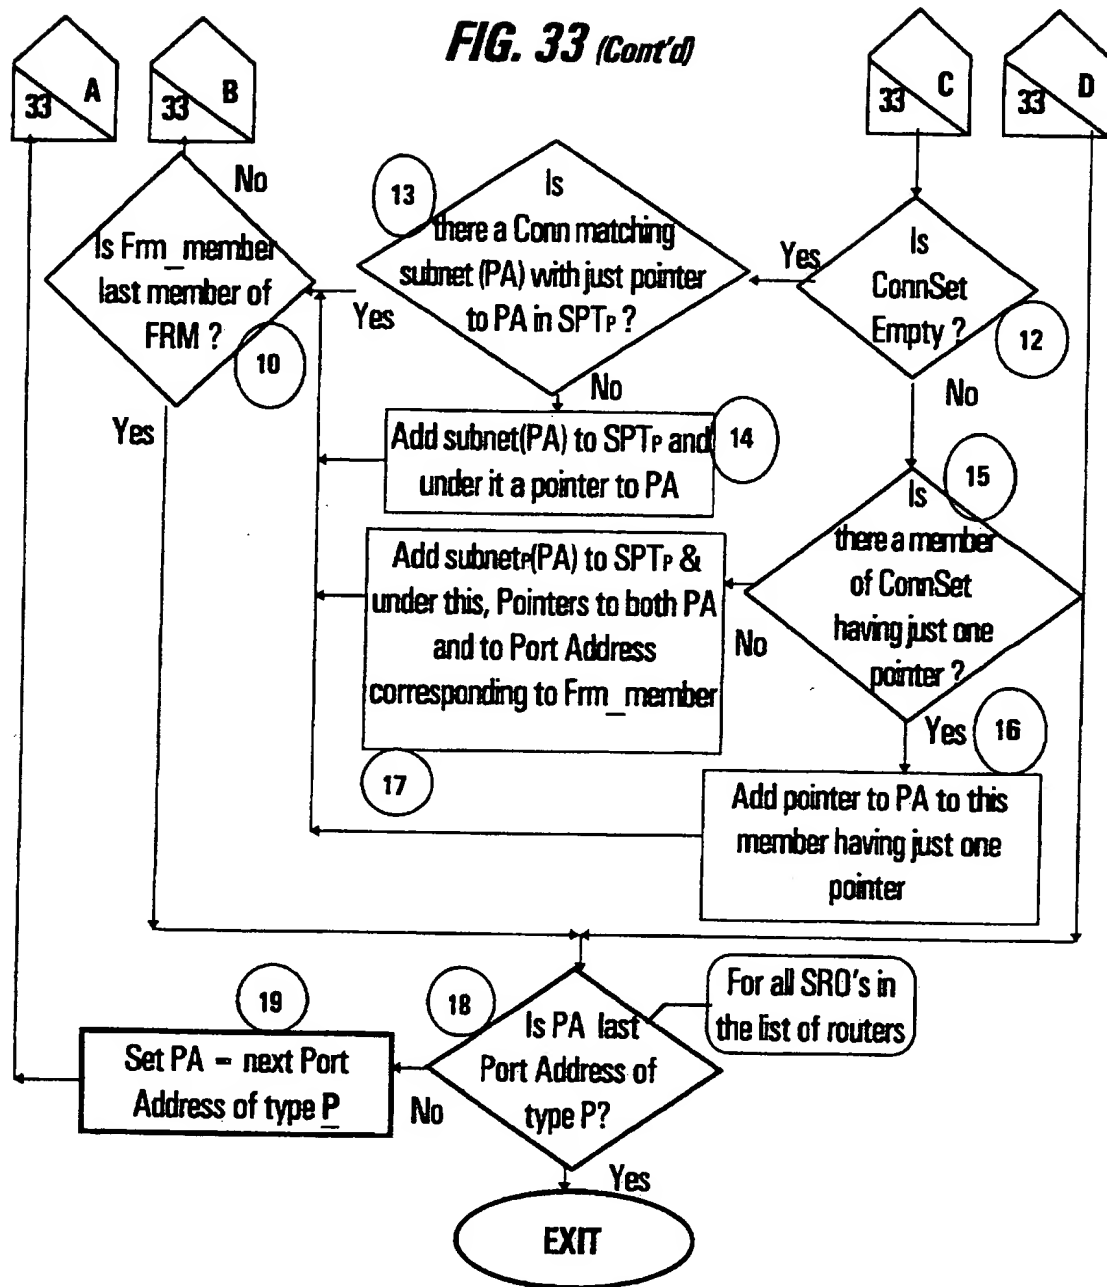 FIG. 33 (Cont'd)
33 A
33 B
33 C
33 D
No
Is Frm_member
last member of
FRM ?
10
Yes
13
Is
there a Conn matching
subnet (PA) with just pointer
to PA in SPTP ?
Yes
No
Yes
Is
ConnSet
Empty ?
12
No
Add subnet(PA) to SPTP and
under it a pointer to PA
14
15
Is
there a member
of ConnSet
having just one
pointer ?
No
Yes
16
Add subnetP(PA) to SPTP &
under this, Pointers to both PA
and to Port Address
corresponding to Frm_member
17
Add pointer to PA to this
member having just one
pointer
18
Is PA last
Port Address of
type P?
For all SRO's in
the list of routers
19
Set PA = next Port
Address of type P
No
Yes
EXIT